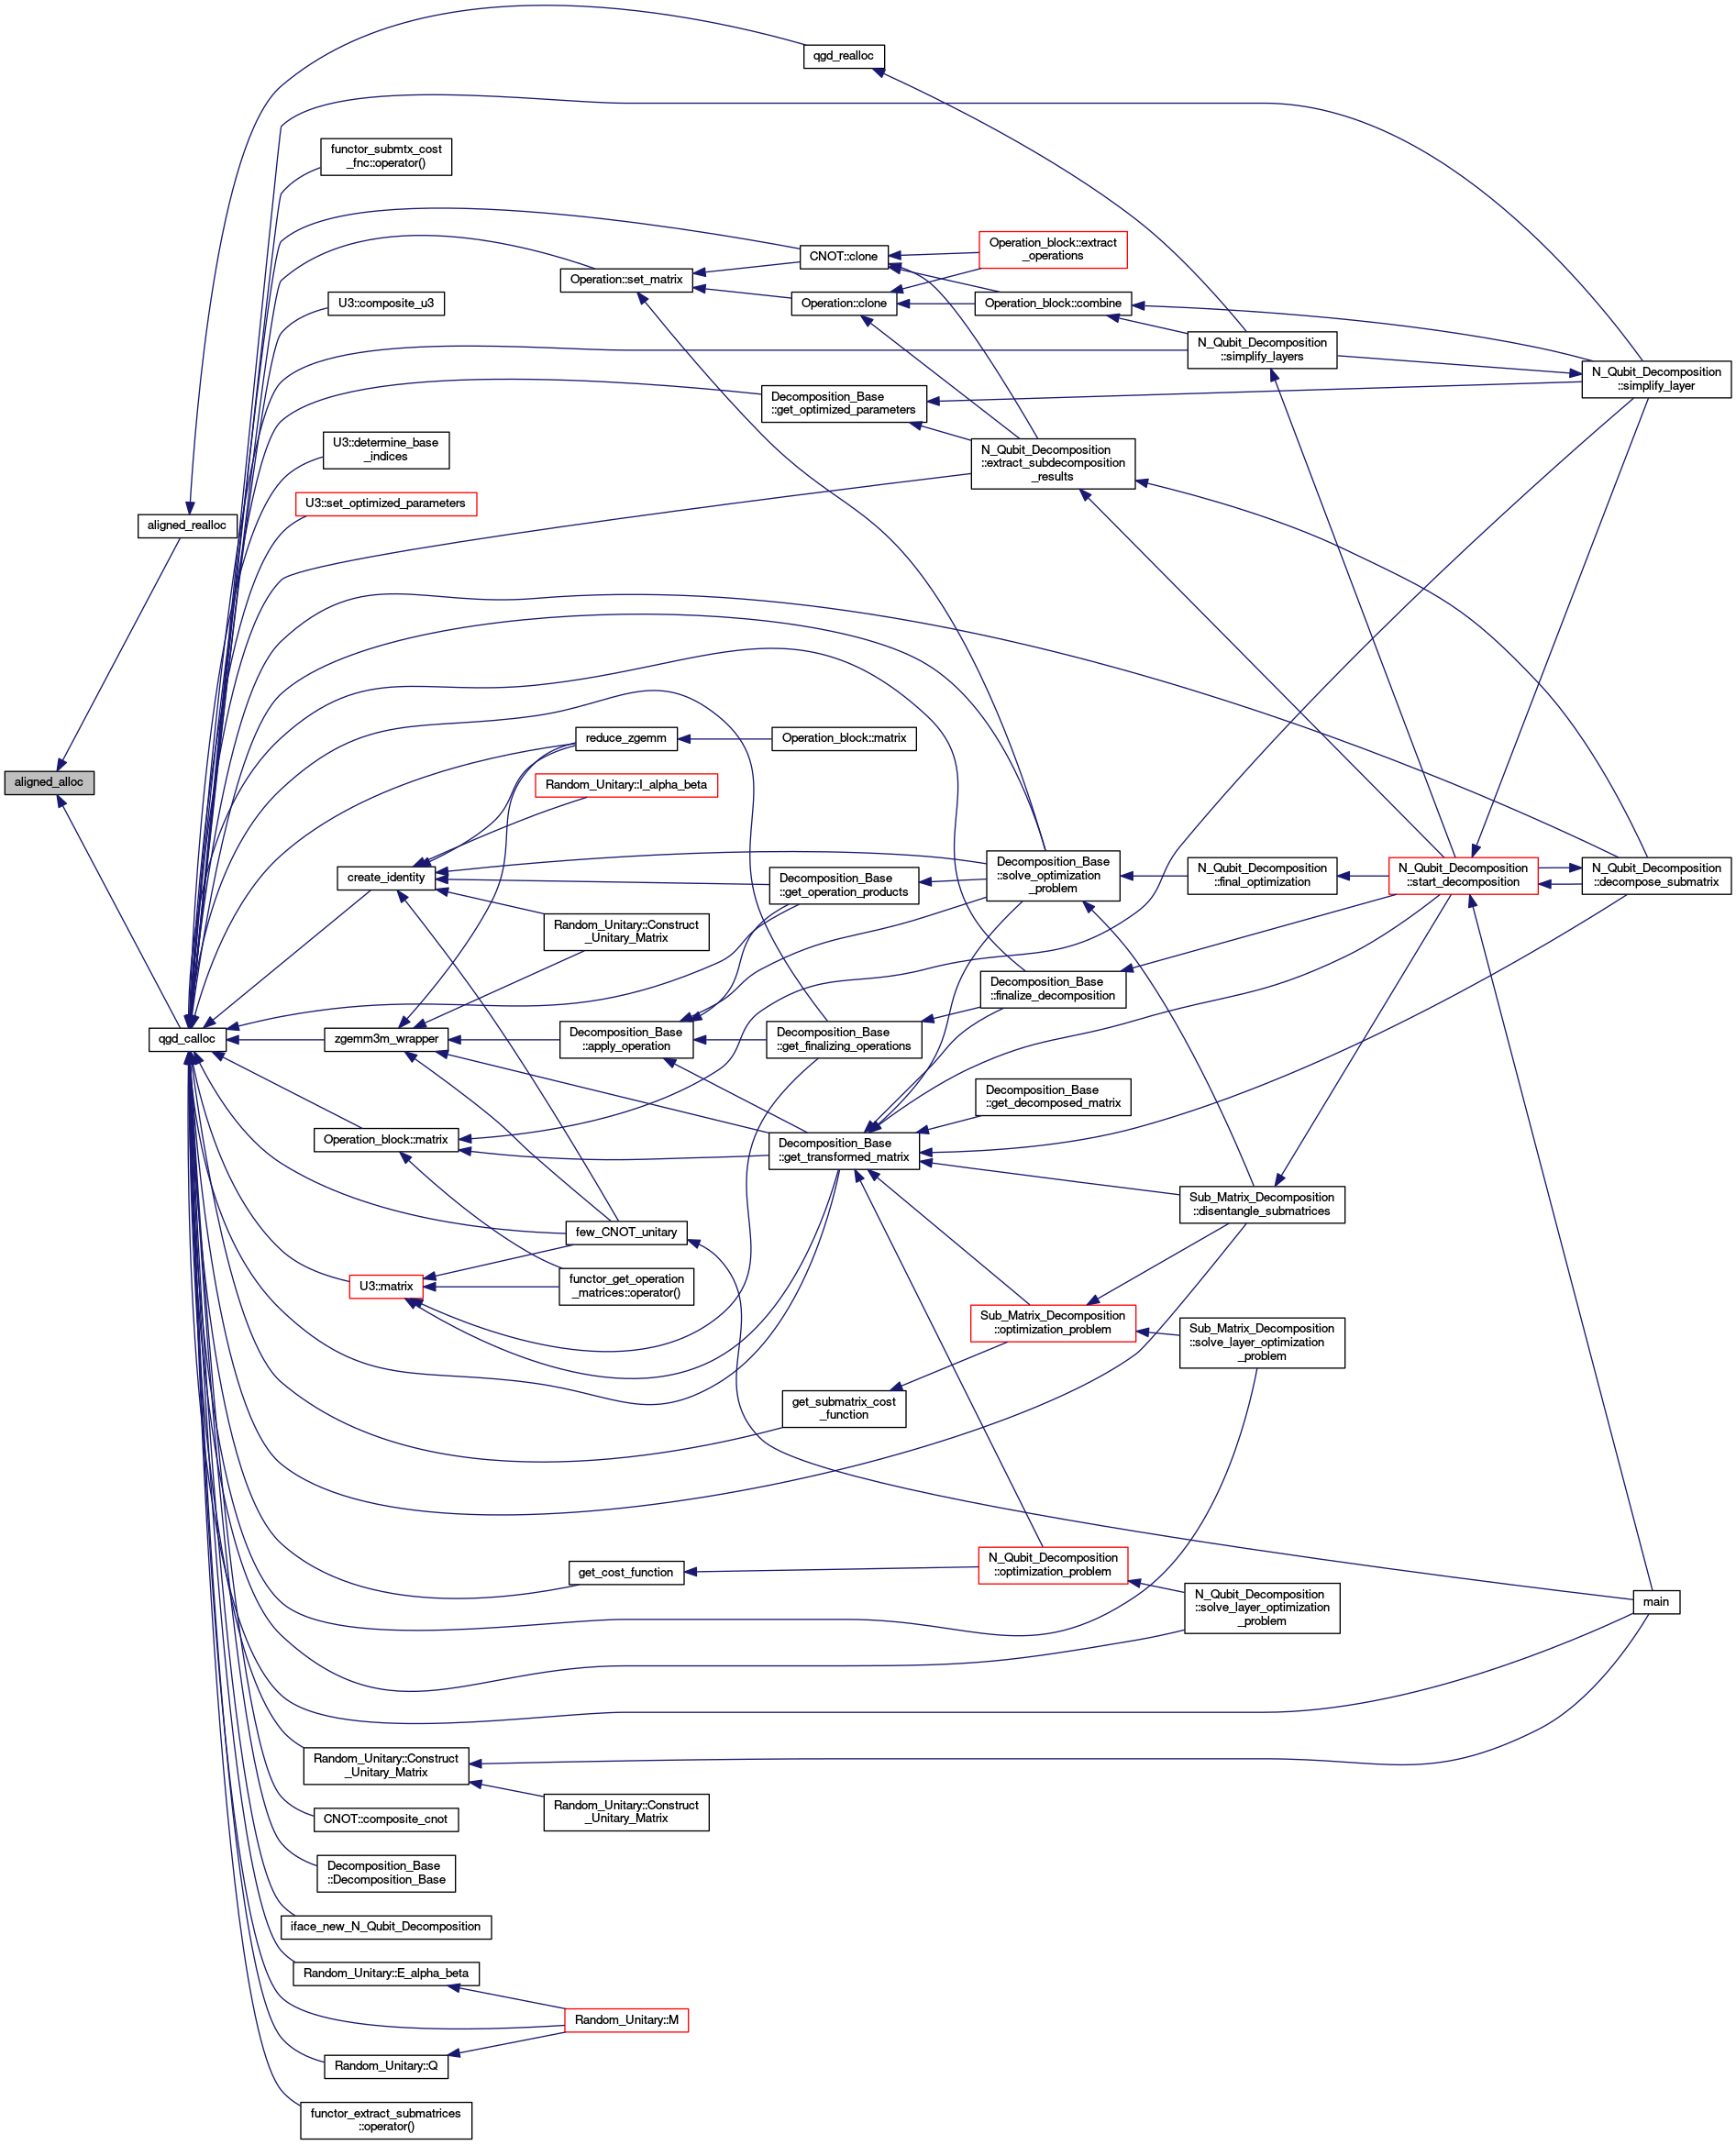 qgd_realloc
functor_submtx_cost
_fnc::operator()
Operation_block::extract
_operations
CNOT::clone
Operation::set_matrix
U3::composite_u3
Operation::clone
Operation_block::combine
N_Qubit_Decomposition
::simplify_layers
N_Qubit_Decomposition
::simplify_layer
Decomposition_Base
::get_optimized_parameters
U3::determine_base
_indices
N_Qubit_Decomposition
::extract_subdecomposition
_results
U3::set_optimized_parameters
aligned_realloc
reduce_zgemm
Operation_block::matrix
aligned_alloc
Random_Unitary::I_alpha_beta
create_identity
Decomposition_Base
::get_operation_products
Decomposition_Base
::solve_optimization
_problem
N_Qubit_Decomposition
::final_optimization
N_Qubit_Decomposition
::start_decomposition
N_Qubit_Decomposition
::decompose_submatrix
Random_Unitary::Construct
_Unitary_Matrix
Decomposition_Base
::finalize_decomposition
qgd_calloc
zgemm3m_wrapper
Decomposition_Base
::apply_operation
Decomposition_Base
::get_finalizing_operations
Decomposition_Base
::get_decomposed_matrix
Operation_block::matrix
Decomposition_Base
::get_transformed_matrix
Sub_Matrix_Decomposition
::disentangle_submatrices
few_CNOT_unitary
U3::matrix
functor_get_operation
_matrices::operator()
Sub_Matrix_Decomposition
::optimization_problem
Sub_Matrix_Decomposition
::solve_layer_optimization
_problem
get_submatrix_cost
_function
get_cost_function
N_Qubit_Decomposition
::optimization_problem
N_Qubit_Decomposition
::solve_layer_optimization
_problem
main
Random_Unitary::Construct
_Unitary_Matrix
Random_Unitary::Construct
_Unitary_Matrix
CNOT::composite_cnot
Decomposition_Base
::Decomposition_Base
iface_new_N_Qubit_Decomposition
Random_Unitary::E_alpha_beta
Random_Unitary::M
Random_Unitary::Q
functor_extract_submatrices
::operator()